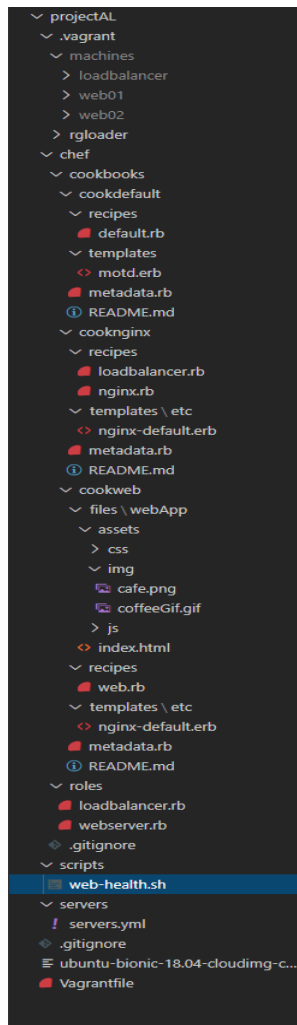 projectAL
.vagrant
machines
loadbalancer
web01
web02
rgloader
chef
cookbooks
cookdefault
recipes
default.rb
templates
motd.erb
metadata.rb
README.md
cooknginx
recipes
loadbalancer.rb
nginx.rb
templates \ etc
nginx-default.erb
metadata.rb
README.md
cookweb
files \ webApp
assets
css
img
cafe.png
coffeeGif.gif
js
index.html
recipes
web.rb
templates \ etc
nginx-default.erb
metadata.rb
README.md
roles
loadbalancer.rb
webserver.rb
.gitignore
scripts
web-health.sh
servers
servers.yml
.gitignore
ubuntu-bionic-18.04-cloudimg-c...
Vagrantfile